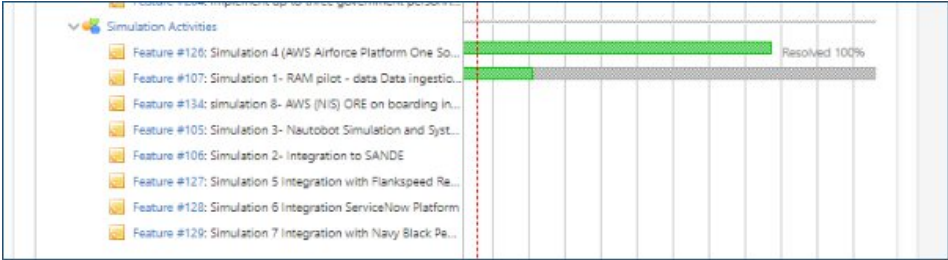 Simulation Activities
Feature #126: Simulation 4 (AWS Airforce Platform One So...
Resolved 100%
Feature #107: Simulation 1- RAM pilot - data Data ingestio...
Feature #134: simulation 8- AWS (NIS) ORE on boarding in...
Feature #105: Simulation 3- Nautobot Simulation and Syst...
Feature #106: Simulation 2- Integration to SANDE
Feature #127: Simulation 5 Integration with Flankspeed Re...
Feature #128: Simulation 6 Integration ServiceNow Platform
Feature #129: Simulation 7 Integration with Navy Black Pe...